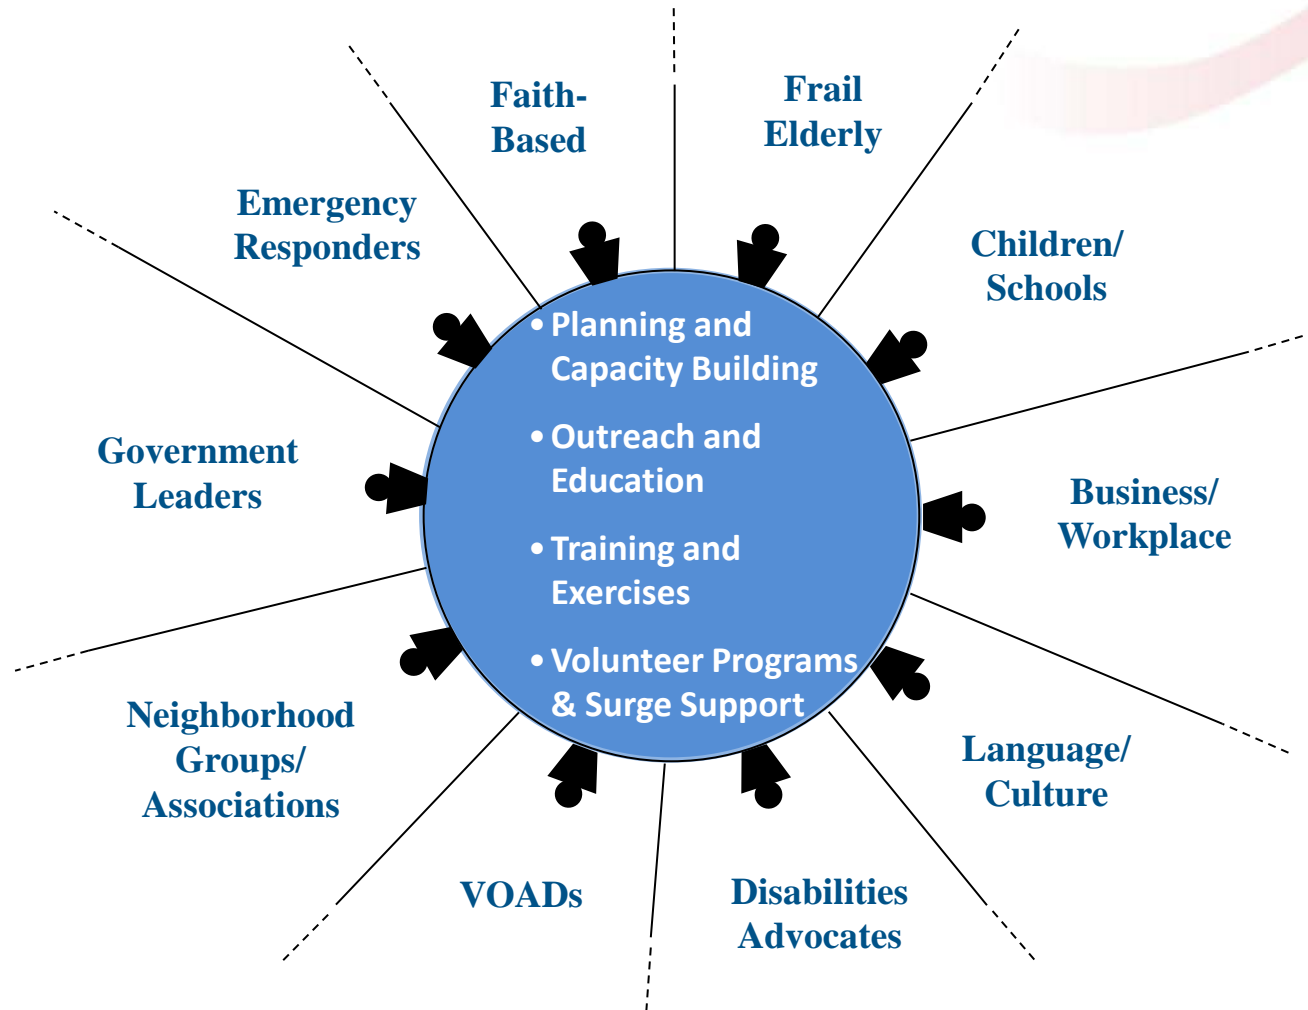 Faith-
Based
Frail
Elderly
Emergency
Responders
Children/
Schools
Government
Leaders
• Planning and
Capacity Building
• Outreach and
Education
• Training and
Exercises
• Volunteer Programs
& Surge Support
Business/
Workplace
Neighborhood
Groups/
Associations
Language/
Culture
VOADs
Disabilities
Advocates